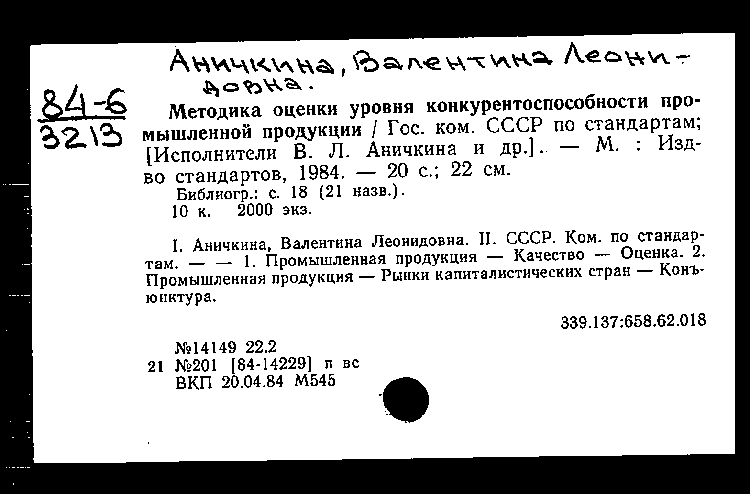 Аничкина, Валентина Леони-
довна.
84-6
3213
Методика оценки уровня конкурентоспособности про-
мышленной продукции / Гос. ком. СССР по стандартам;
[Исполнители В. Л. Аничкина и др.]. — М. : Изд-
во стандартов, 1984. — 20 с.; 22 см.
Библиогр.: с. 18 (21 назв.).
10 к. 2000 экз.
I. Аничкина, Валентина Леонидовна. II. СССР. Ком. по стандар-
там. — — 1. Промышленная продукция — Качество — Оценка. 2.
Промышленная продукция — Рынки капиталистических стран — Конъ-
юнктура.
339.137:658.62.018
№14149 22.2
21 №201 [84-14229] п вс
ВКП 20.04.84 М545